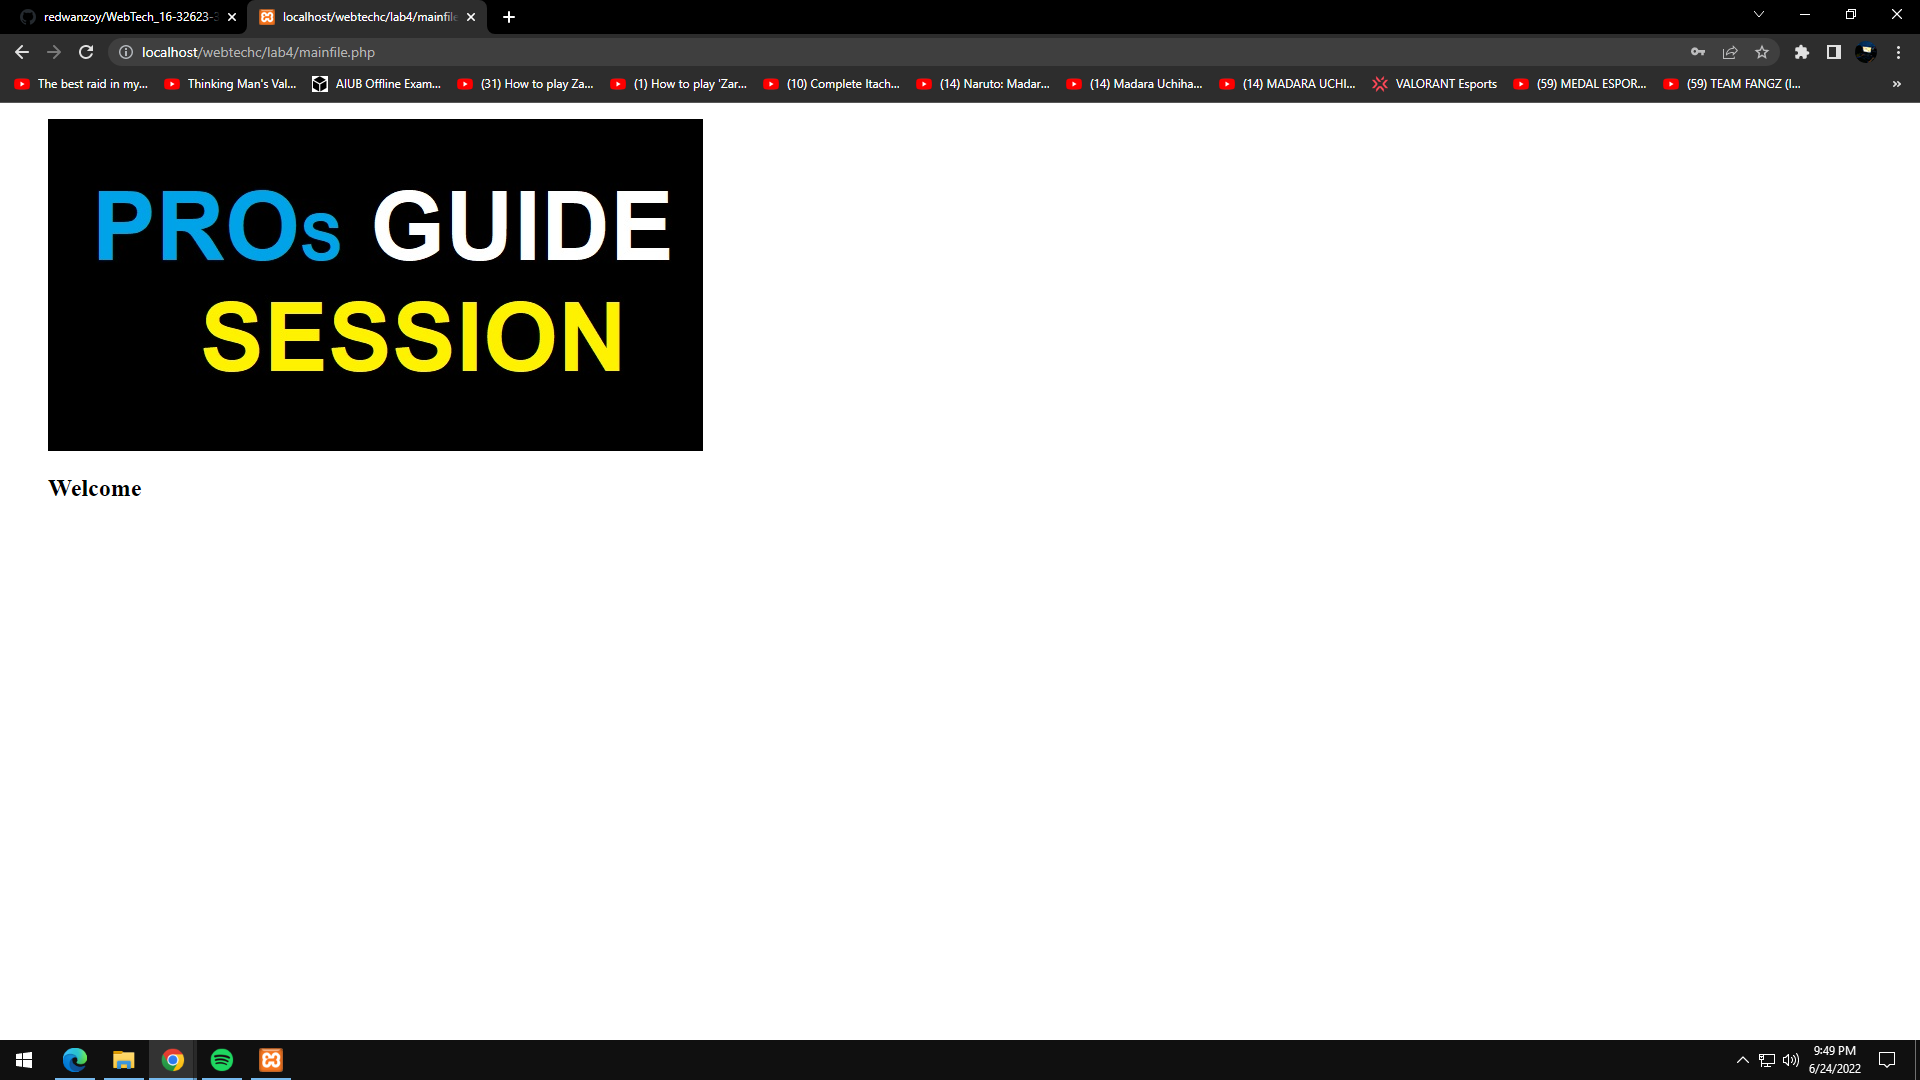 redwanzoy/WebTech_16-32623-3
localhost/webtechc/lab4/mainfile
localhost/webtechc/lab4/mainfile.php
The best raid in my...
Thinking Man's Val...
AIUB Offline Exam...
(31) How to play Za...
(1) How to play 'Zar...
(10) Complete Itach...
(14) Naruto: Madar...
(14) Madara Uchiha...
(14) MADARA UCHI...
VALORANT Esports
(59) MEDAL ESPOR...
(59) TEAM FANGZ (I...
PROs GUIDE
SESSION
Welcome
9:49 PM
6/24/2022